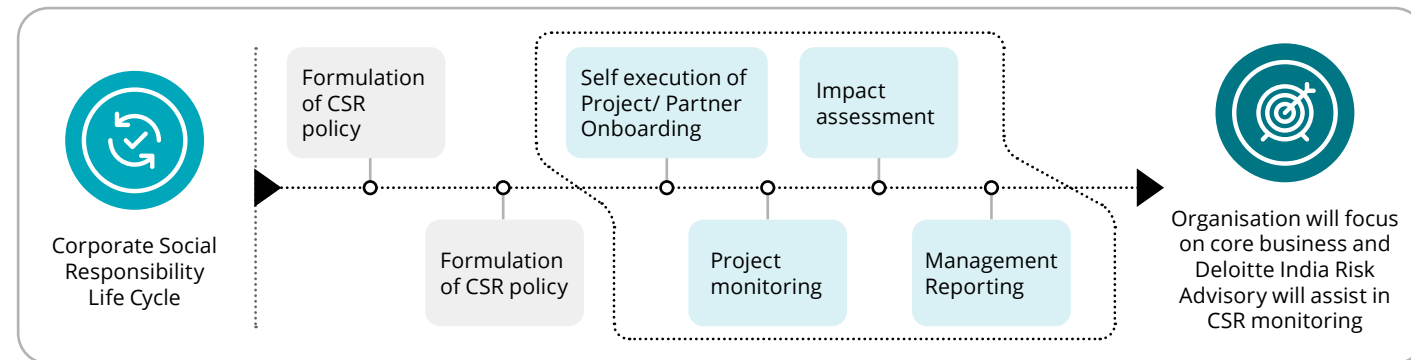 Corporate Social
Responsibility
Life Cycle
Formulation
of CSR
policy
Formulation
of CSR policy
Self execution of
Project/ Partner
Onboarding
Project
monitoring
Impact
assessment
Management
Reporting
Organisation will focus
on core business and
Deloitte India Risk
Advisory will assist in
CSR monitoring